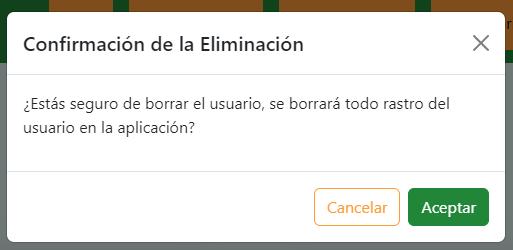 Confirmación de la Eliminación
¿Estás seguro de borrar el usuario, se borrará todo rastro del
usuario en la aplicación?
Cancelar
Aceptar